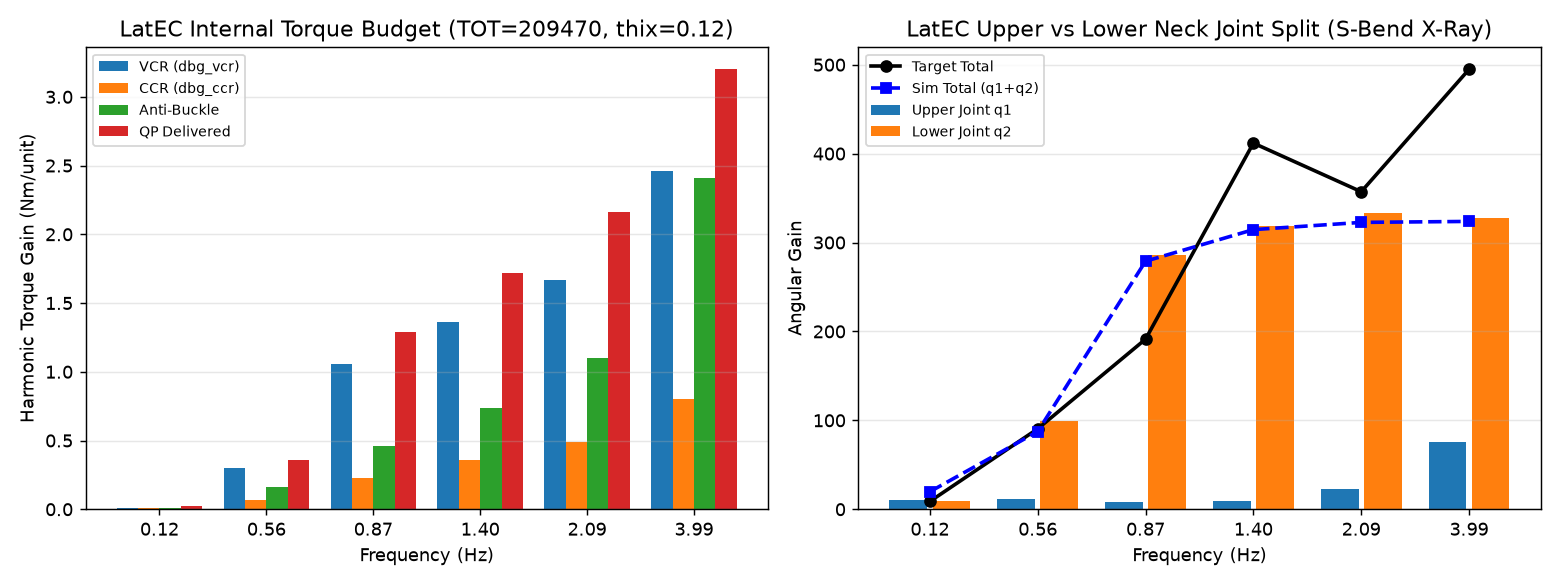 LatEC Internal Torque Budget (TOT=209470, thix=0.12)
VCR (dbg_vcr)
CCR (dbg_ccr)
Anti-Buckle
QP Delivered
Harmonic Torque Gain (Nm/unit)
3.0
2.5
2.0
1.5
1.0
0.5
0.0
0.12 0.56 0.87 1.40 2.09 3.99
Frequency (Hz)
LatEC Upper vs Lower Neck Joint Split (S-Bend X-Ray)
Target Total
Sim Total (q1+q2)
Upper Joint q1
Lower Joint q2
Angular Gain
500
400
300
200
100
0
0.12 0.56 0.87 1.40 2.09 3.99
Frequency (Hz)